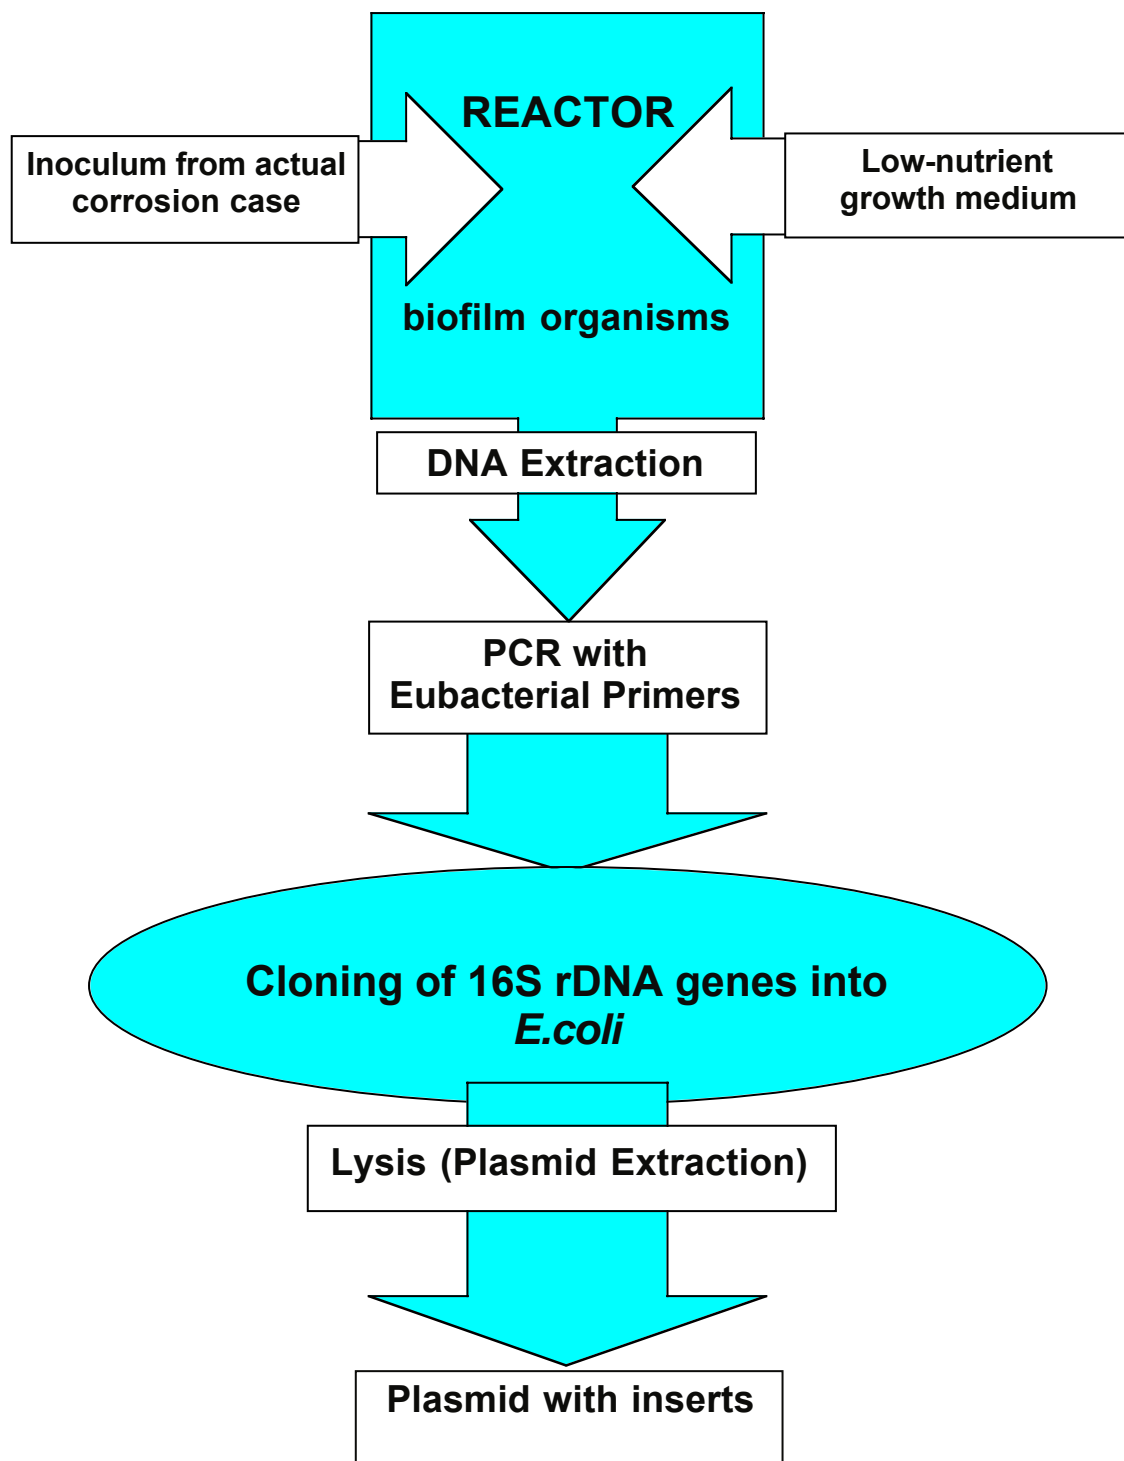 REACTOR
Inoculum from actual
corrosion case
Low-nutrient
growth medium
biofilm organisms
DNA Extraction
PCR with
Eubacterial Primers
Cloning of 16S rDNA genes into
E.coli
Lysis (Plasmid Extraction)
Plasmid with inserts